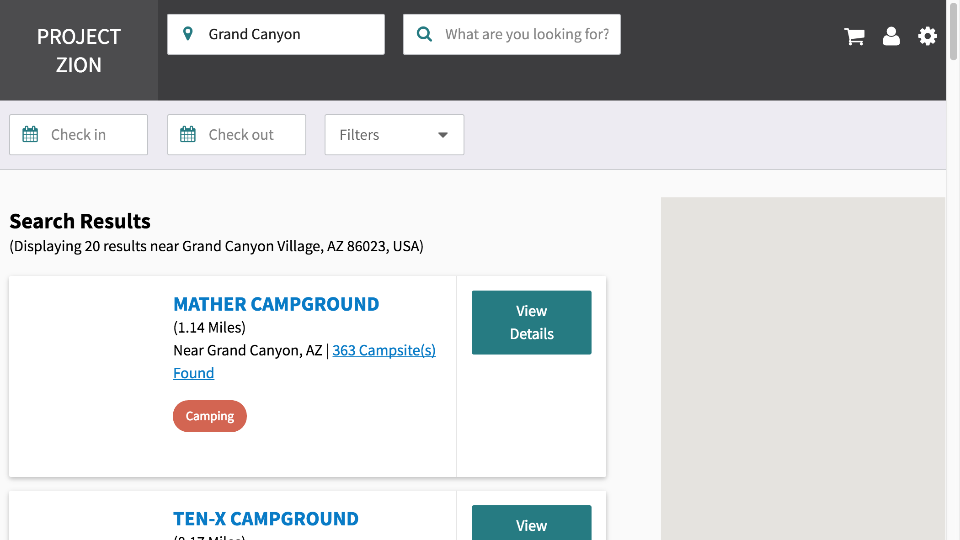 PROJECT
ZION
Grand Canyon
What are you looking for?
Check in
Check out
Filters
Search Results
(Displaying 20 results near Grand Canyon Village, AZ 86023, USA)
MATHER CAMPGROUND
(1.14 Miles)
Near Grand Canyon, AZ | 363 Campsite(s)
Found
Camping
View
Details
TEN-X CAMPGROUND
View